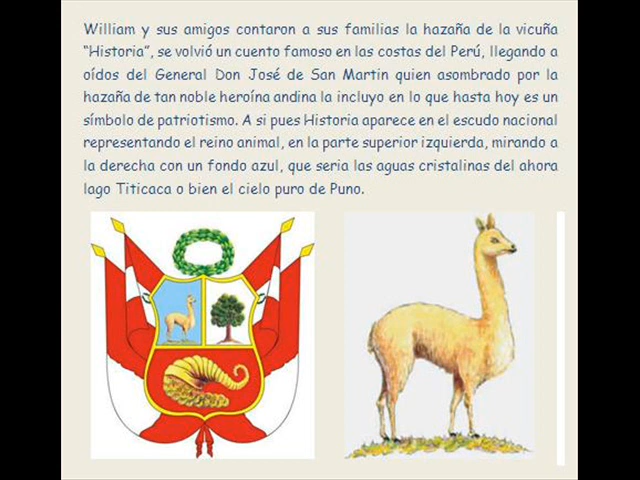 William y sus amigos contaron a sus familias la hazaña de la vicuña
“Historia”, se volvió un cuento famoso en las costas del Perú, llegando a
oídos del General Don José de San Martin quien asombrado por la
hazaña de tan noble heroína andina la incluyo en lo que hasta hoy es un
símbolo de patriotismo. A si pues Historia aparece en el escudo nacional
representando el reino animal, en la parte superior izquierda, mirando a
la derecha con un fondo azul, que seria las aguas cristalinas del ahora
lago Titicaca o bien el cielo puro de Puno.